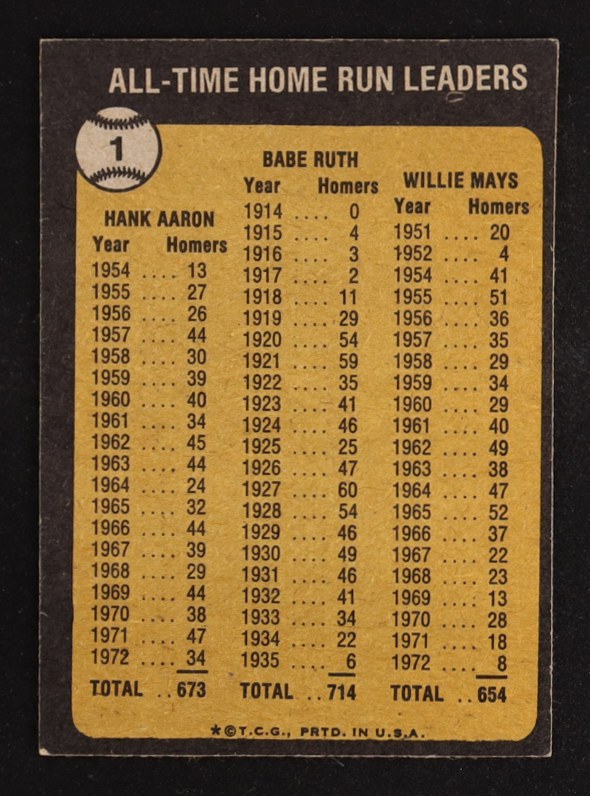 ALL-TIME HOME RUN LEADERS
1
HANK AARON
Year Homers
1954 .... 13
1955 .... 27
1956 .... 26
1957 .... 44
1958 .... 30
1959 .... 39
1960 .... 40
1961 .... 34
1962 .... 45
1963 .... 44
1964 .... 24
1965 .... 32
1966 .... 44
1967 .... 39
1968 .... 29
1969 .... 44
1970 .... 38
1971 .... 47
1972 .... 34
TOTAL .. 673
BABE RUTH
Year Homers
1914 .... 0
1915 .... 4
1916 .... 3
1917 .... 2
1918 .... 11
1919 .... 29
1920 .... 54
1921 .... 59
1922 .... 35
1923 .... 41
1924 .... 46
1925 .... 25
1926 .... 47
1927 .... 60
1928 .... 54
1929 .... 46
1930 .... 49
1931 .... 46
1932 .... 41
1933 .... 34
1934 .... 22
1935 .... 6
TOTAL .. 714
WILLIE MAYS
Year Homers
1951 .... 20
1952 .... 4
1954 .... 41
1955 .... 51
1956 .... 36
1957 .... 35
1958 .... 29
1959 .... 34
1960 .... 29
1961 .... 40
1962 .... 49
1963 .... 38
1964 .... 47
1965 .... 52
1966 .... 37
1967 .... 22
1968 .... 23
1969 .... 13
1970 .... 28
1971 .... 18
1972 .... 8
TOTAL .. 654
*©T.C.G., PRTD. IN U.S.A.